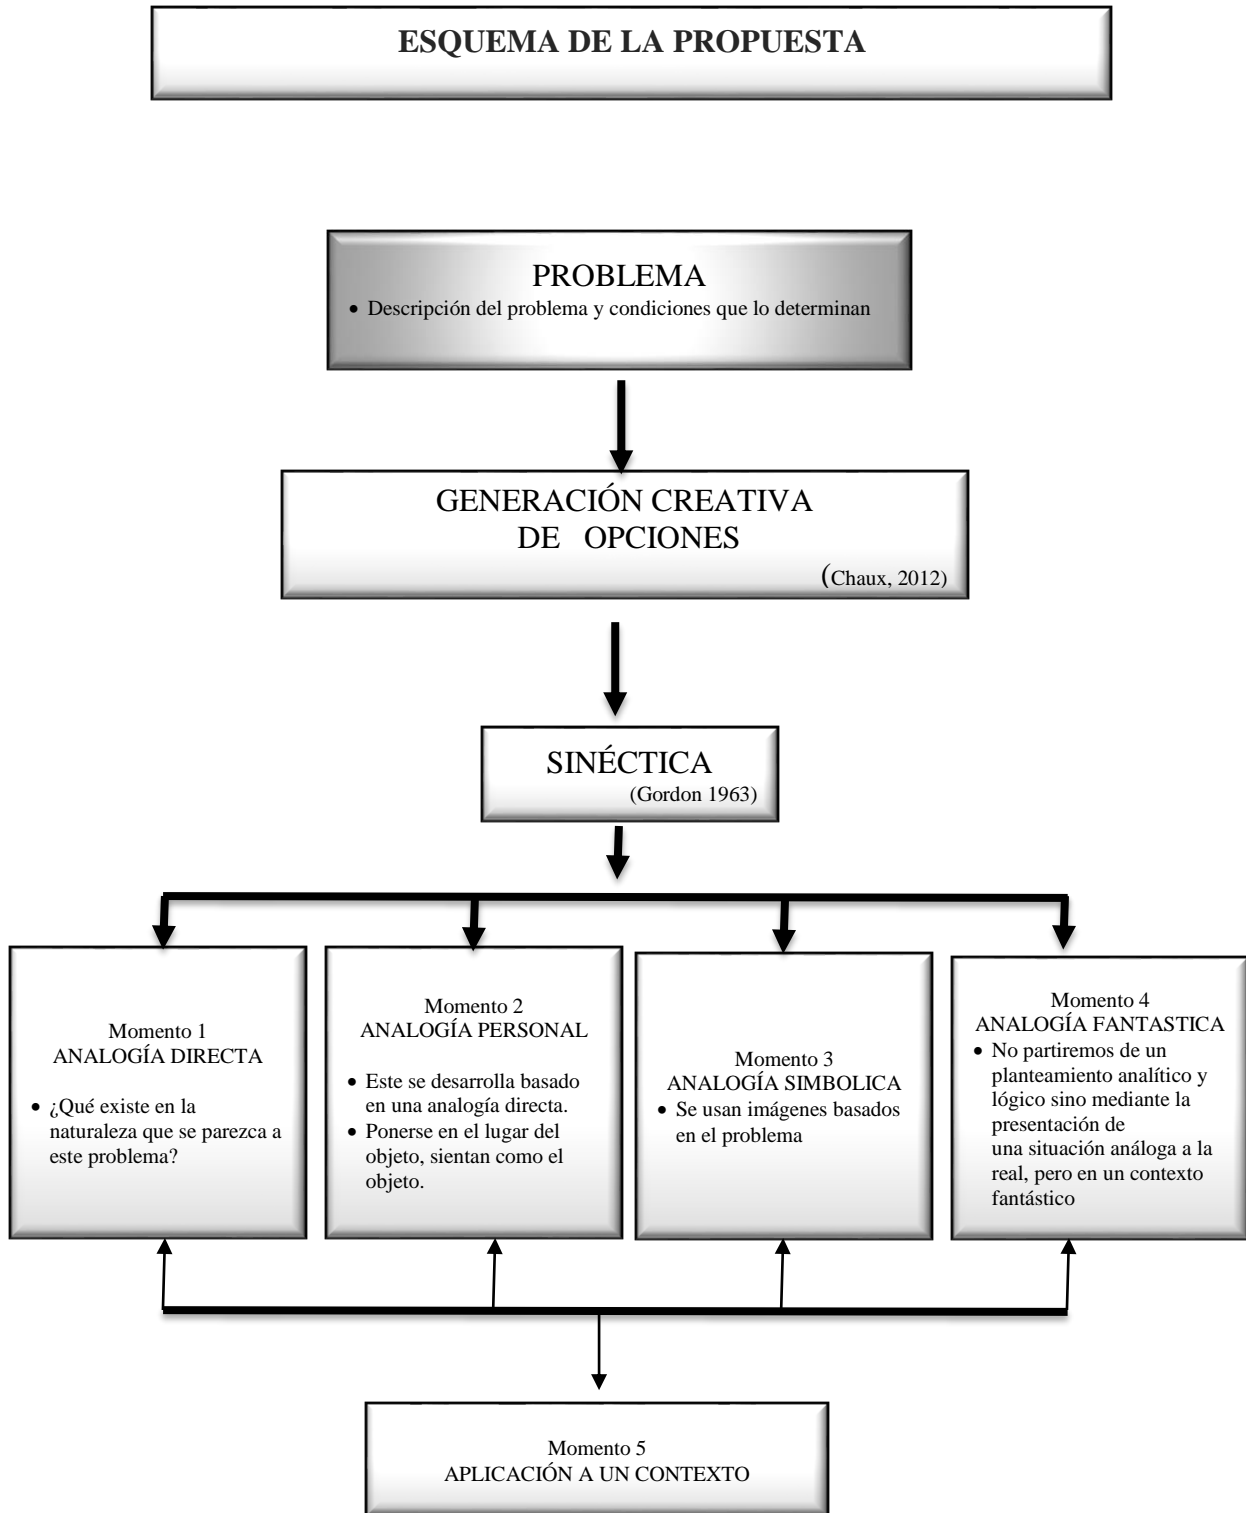 ESQUEMA DE LA PROPUESTA
PROBLEMA
• Descripción del problema y condiciones que lo determinan
GENERACIÓN CREATIVA
DE OPCIONES
(Chaux, 2012)
SINÉCTICA
(Gordon 1963)
Momento 1
ANALOGÍA DIRECTA
• ¿Qué existe en la
naturaleza que se parezca a
este problema?
Momento 2
ANALOGÍA PERSONAL
• Este se desarrolla basado
en una analogía directa.
• Ponerse en el lugar del
objeto, sientan como el
objeto.
Momento 3
ANALOGÍA SIMBOLICA
• Se usan imágenes basados
en el problema
Momento 4
ANALOGÍA FANTASTICA
• No partiremos de un
planteamiento analítico y
lógico sino mediante la
presentación de
una situación análoga a la
real, pero en un contexto
fantástico
Momento 5
APLICACIÓN A UN CONTEXTO